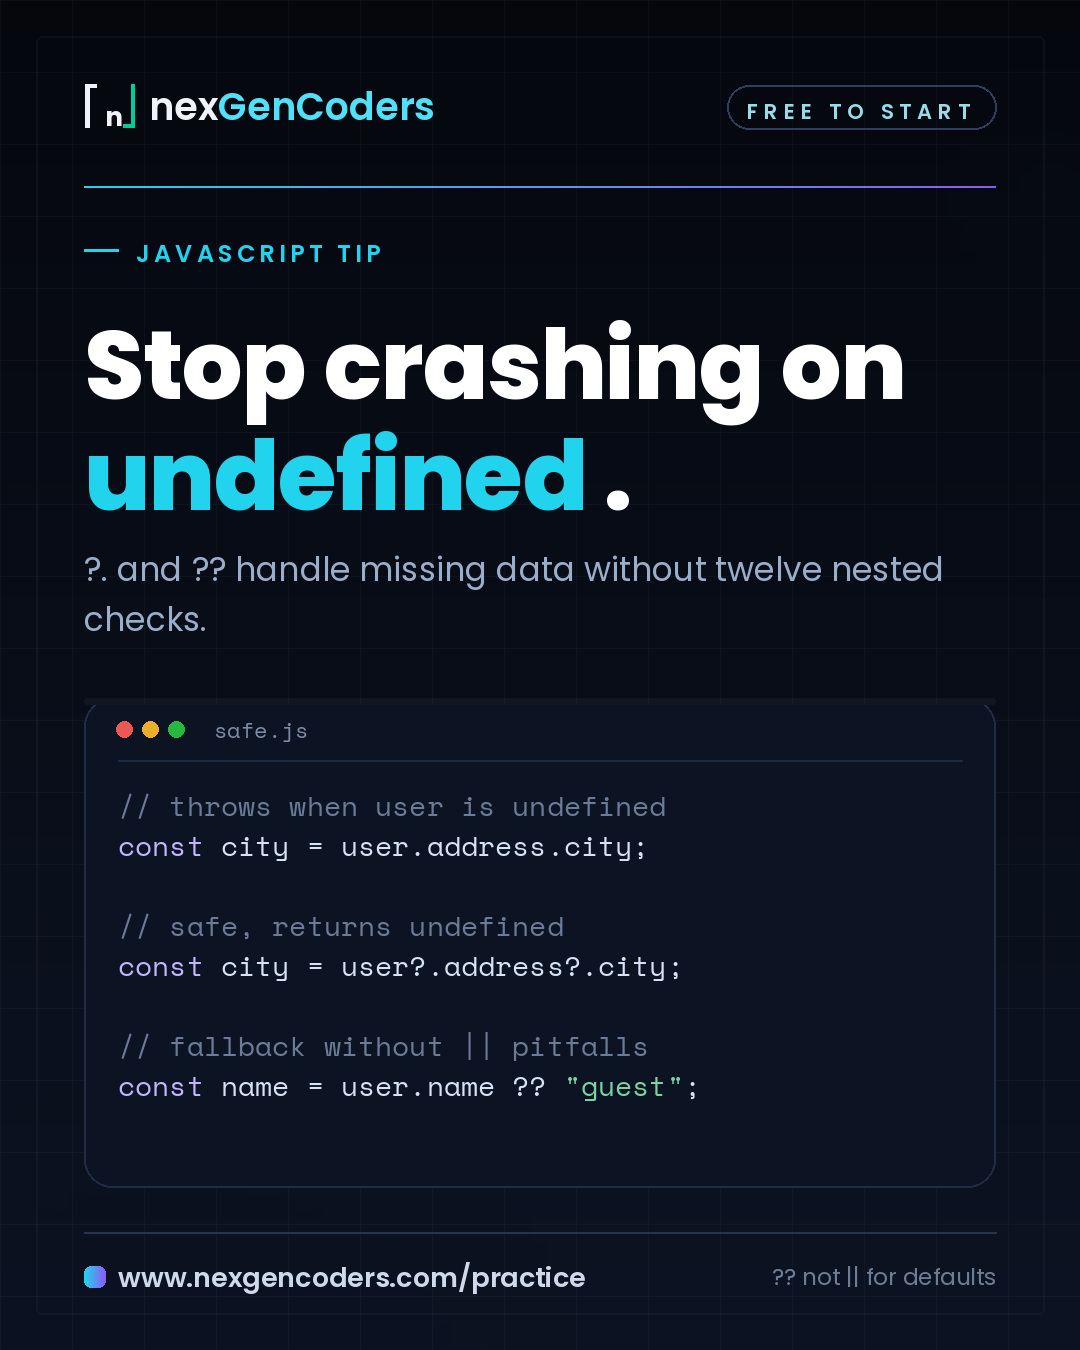 n nexGenCoders
FREE TO START
JAVASCRIPT TIP
Stop crashing on
undefined .
?. and ?? handle missing data without twelve nested
checks.
safe.js
// throws when user is undefined
const city = user.address.city;
// safe, returns undefined
const city = user?.address?.city;
// fallback without || pitfalls
const name = user.name ?? "guest";
www.nexgencoders.com/practice
?? not || for defaults